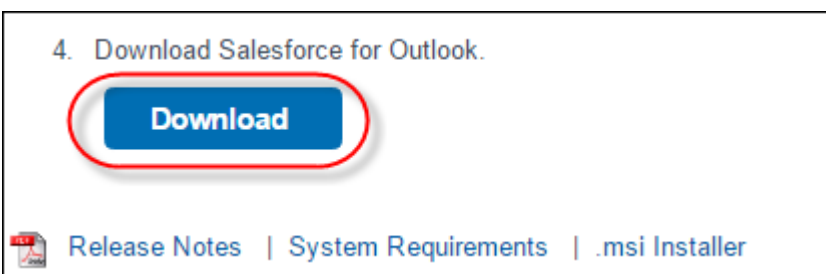 4. Download Salesforce for Outlook.
Download
Release Notes | System Requirements | .msi Installer